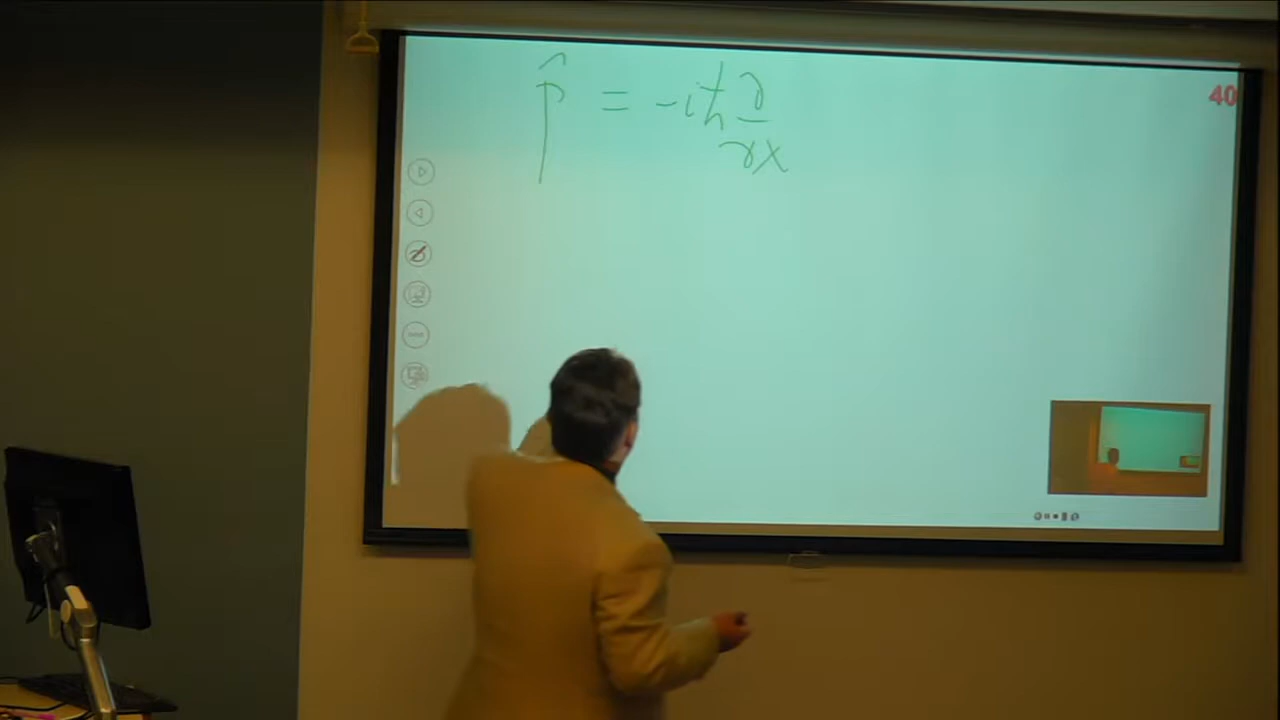 p̂ = -iħ ∂/∂x
40